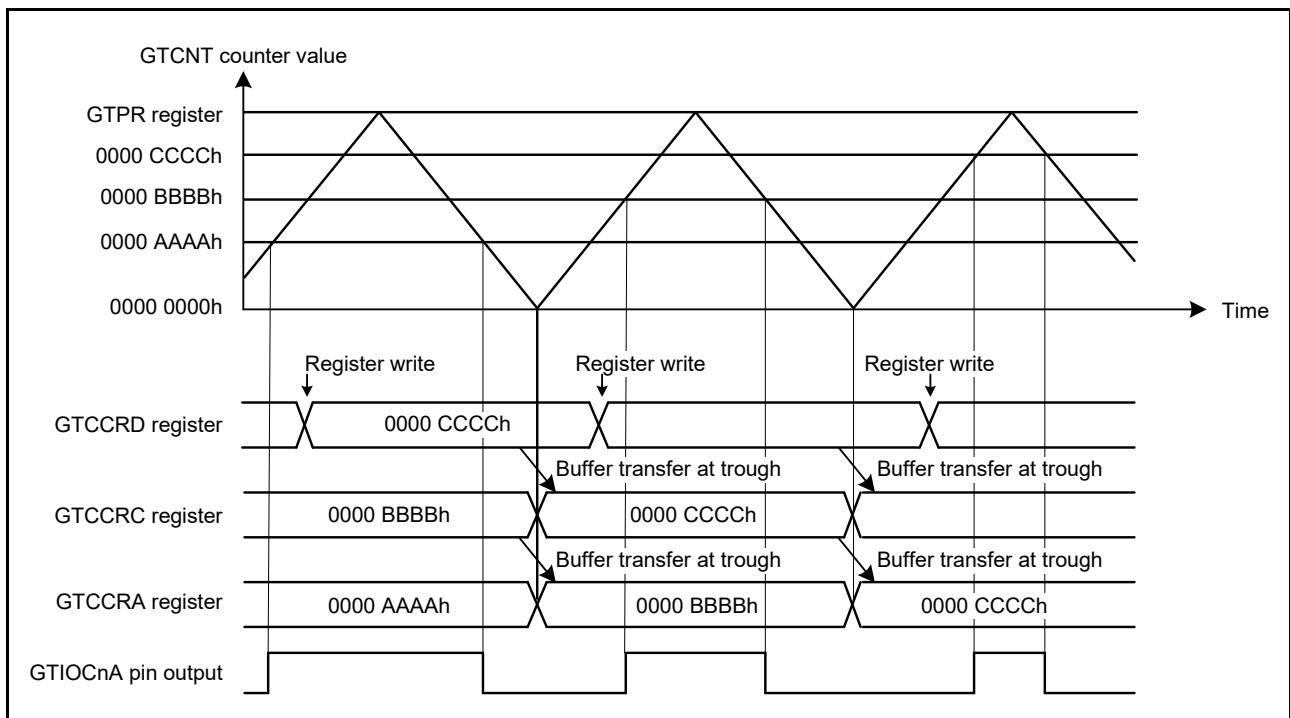 GTCNT counter value
GTPR register
0000 CCCCh
0000 BBBBh
0000 AAAAh
0000 0000h
Time
Register write
Register write
Register write
GTCCRD register
0000 CCCCh
Buffer transfer at trough
Buffer transfer at trough
GTCCRC register
0000 BBBBh
0000 CCCCh
Buffer transfer at trough
Buffer transfer at trough
GTCCRA register
0000 AAAAh
0000 BBBBh
0000 CCCCh
GTIOCnA pin output